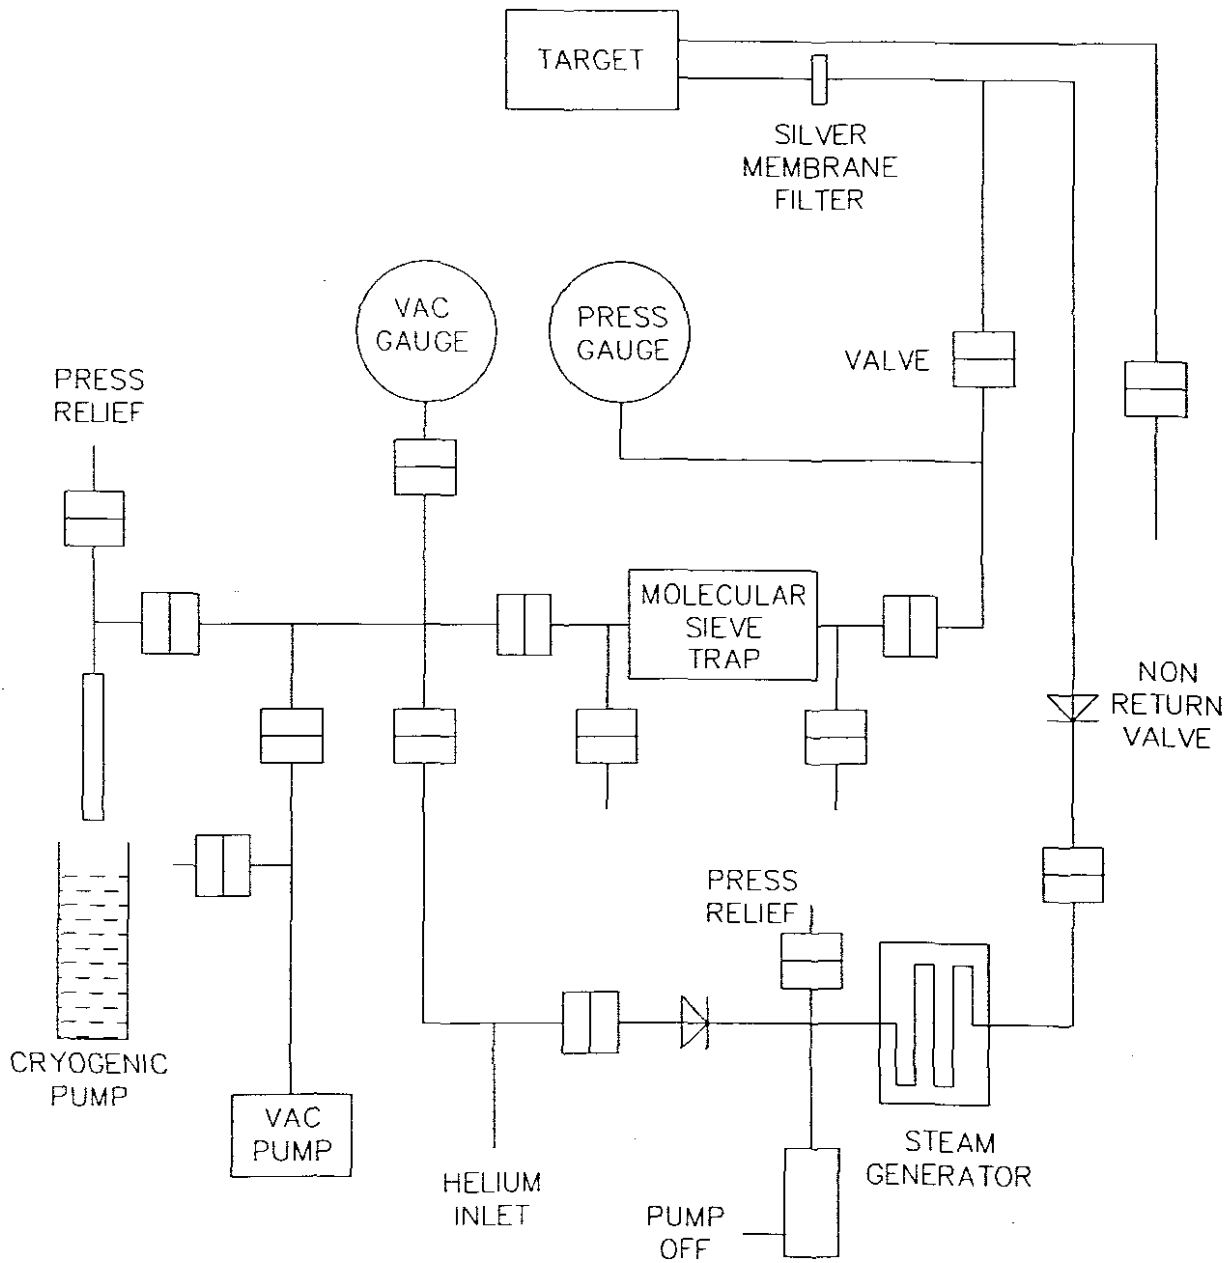 TARGET
SILVER
MEMBRANE
FILTER
VAC
GAUGE
PRESS
GAUGE
VALVE
PRESS
RELIEF
MOLECULAR
SIEVE
TRAP
NON
RETURN
VALVE
PRESS
RELIEF
CRYOGENIC
PUMP
VAC
PUMP
HELIUM
INLET
STEAM
GENERATOR
PUMP
OFF